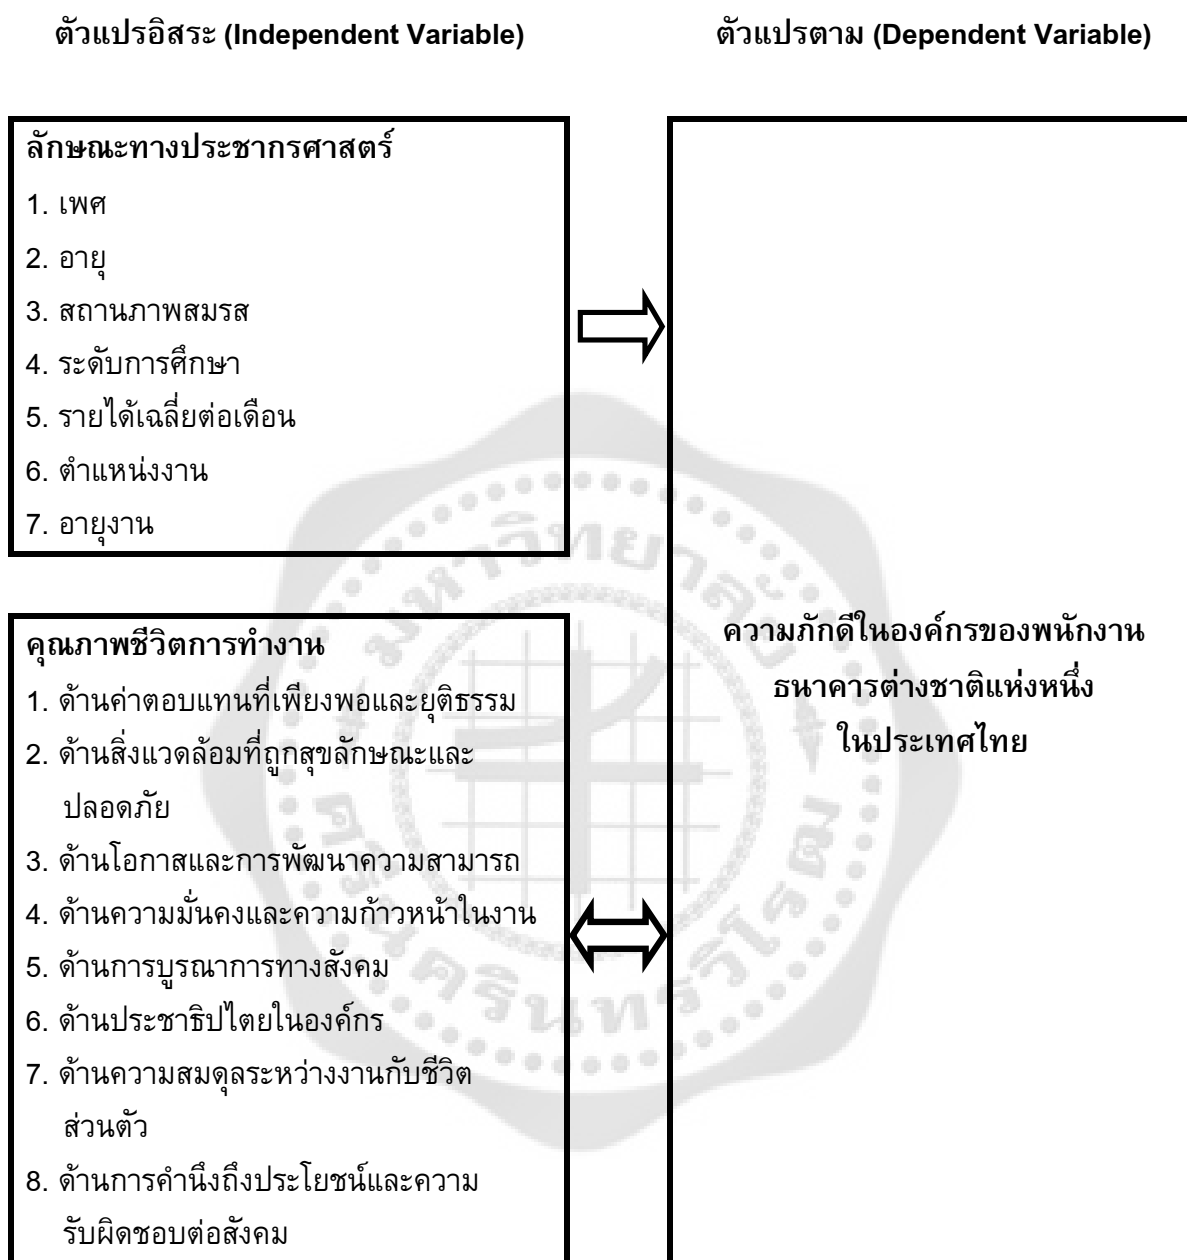 ตัวแปรอิสระ (Independent Variable)
ตัวแปรตาม (Dependent Variable)
ลักษณะทางประชากรศาสตร์
1. เพศ
2. อายุ
3. สถานภาพสมรส
4. ระดับการศึกษา
5. รายได้เฉลี่ยต่อเดือน
6. ตำแหน่งงาน
7. อายุงาน
คุณภาพชีวิตการทำงาน
1. ด้านค่าตอบแทนที่เพียงพอและยุติธรรม
2. ด้านสิ่งแวดล้อมที่ถูกสุขลักษณะและ
ปลอดภัย
3. ด้านโอกาสและการพัฒนาความสามารถ
4. ด้านความมั่นคงและความก้าวหน้าในงาน
5. ด้านการบูรณาการทางสังคม
6. ด้านประชาธิปไตยในองค์กร
7. ด้านความสมดุลระหว่างงานกับชีวิต
ส่วนตัว
8. ด้านการคำนึงถึงประโยชน์และความ
รับผิดชอบต่อสังคม
ความภักดีในองค์กรของพนักงาน
ธนาคารต่างชาติแห่งหนึ่ง
ในประเทศไทย
มหาวิทยาลัย
ศรีนครินทรวิโรฒ